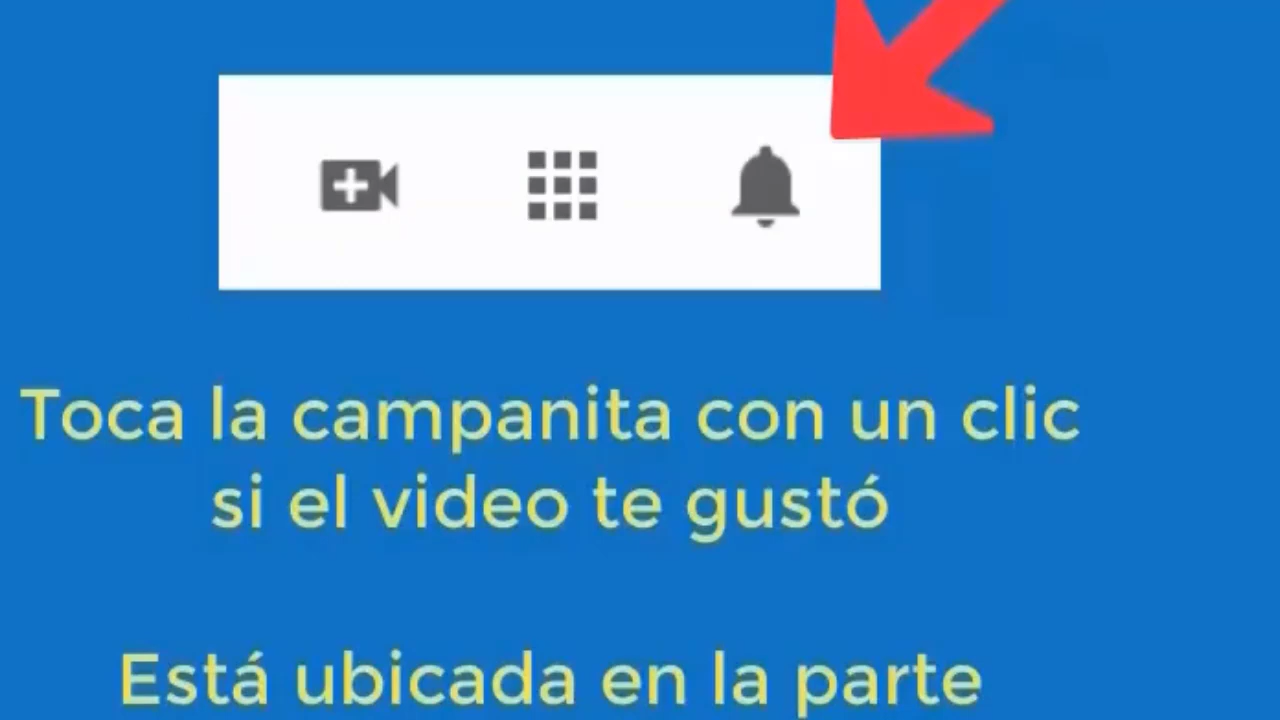 Toca la campanita con un clic
si el video te gustó
Está ubicada en la parte